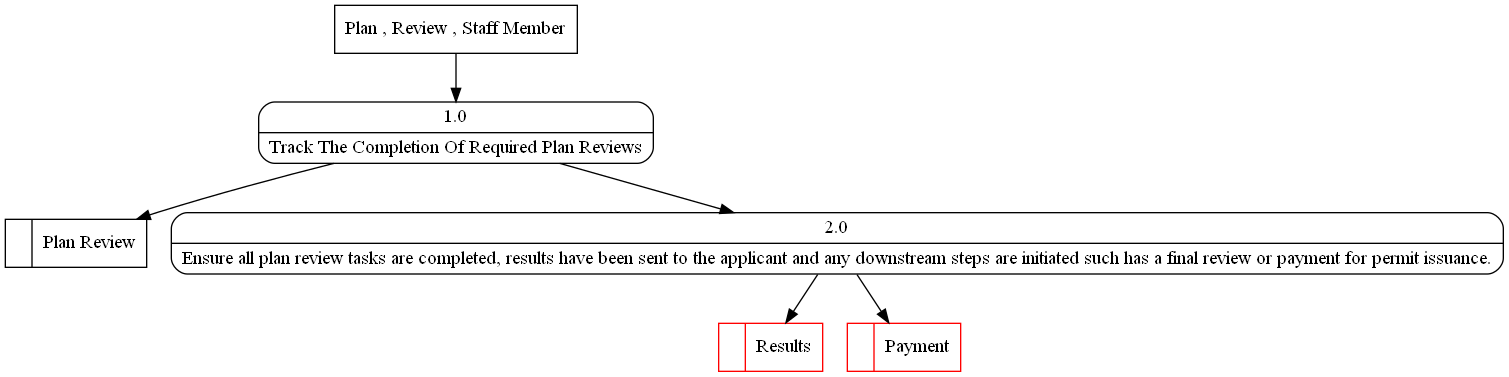 Plan , Review , Staff Member
1.0
Track The Completion Of Required Plan Reviews
Plan Review
2.0
Ensure all plan review tasks are completed, results have been sent to the applicant and any downstream steps are initiated such has a final review or payment for permit issuance.
Results
Payment